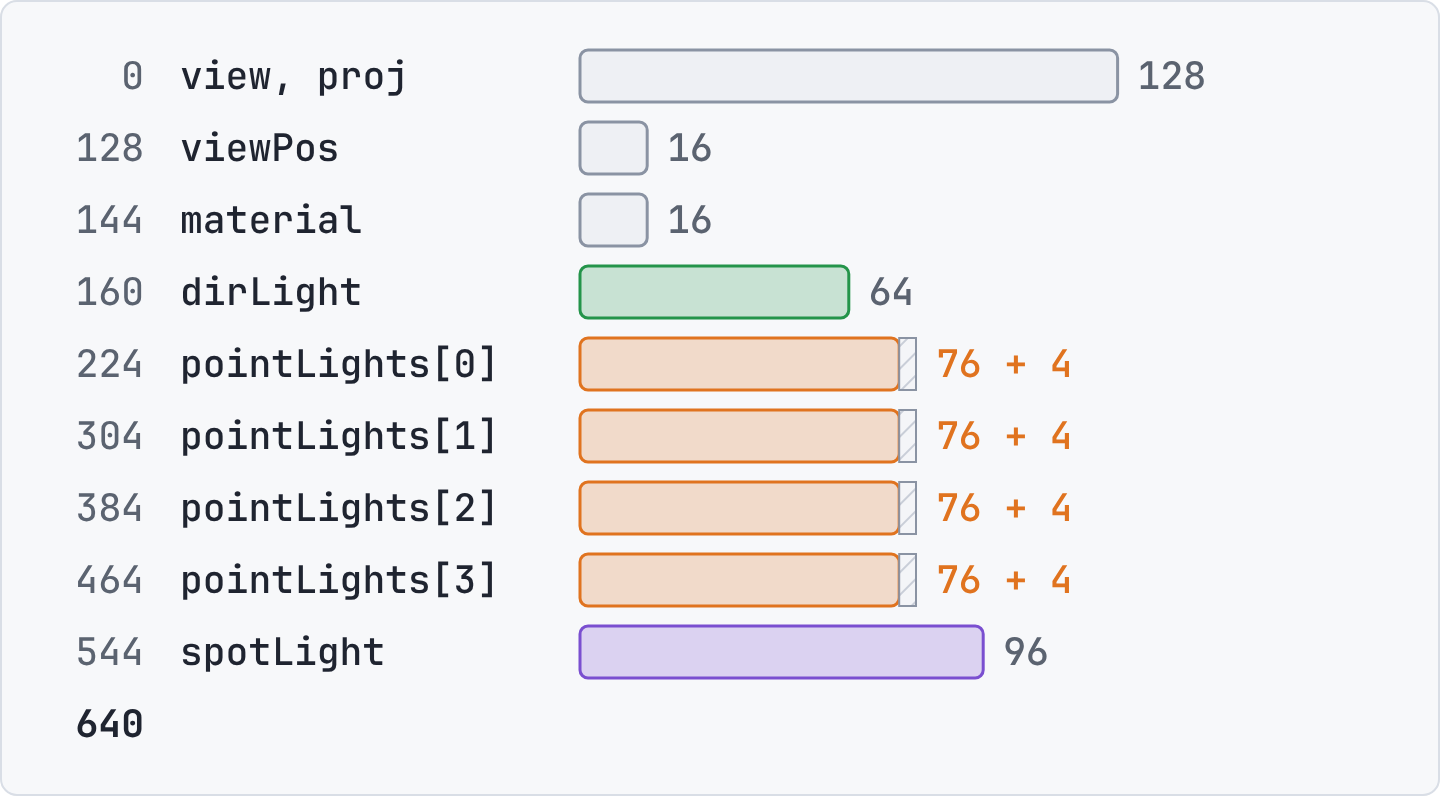 0 view, proj 128
128 viewPos 16
144 material 16
160 dirLight 64
224 pointLights[0] 76 + 4
304 pointLights[1] 76 + 4
384 pointLights[2] 76 + 4
464 pointLights[3] 76 + 4
544 spotLight 96
640